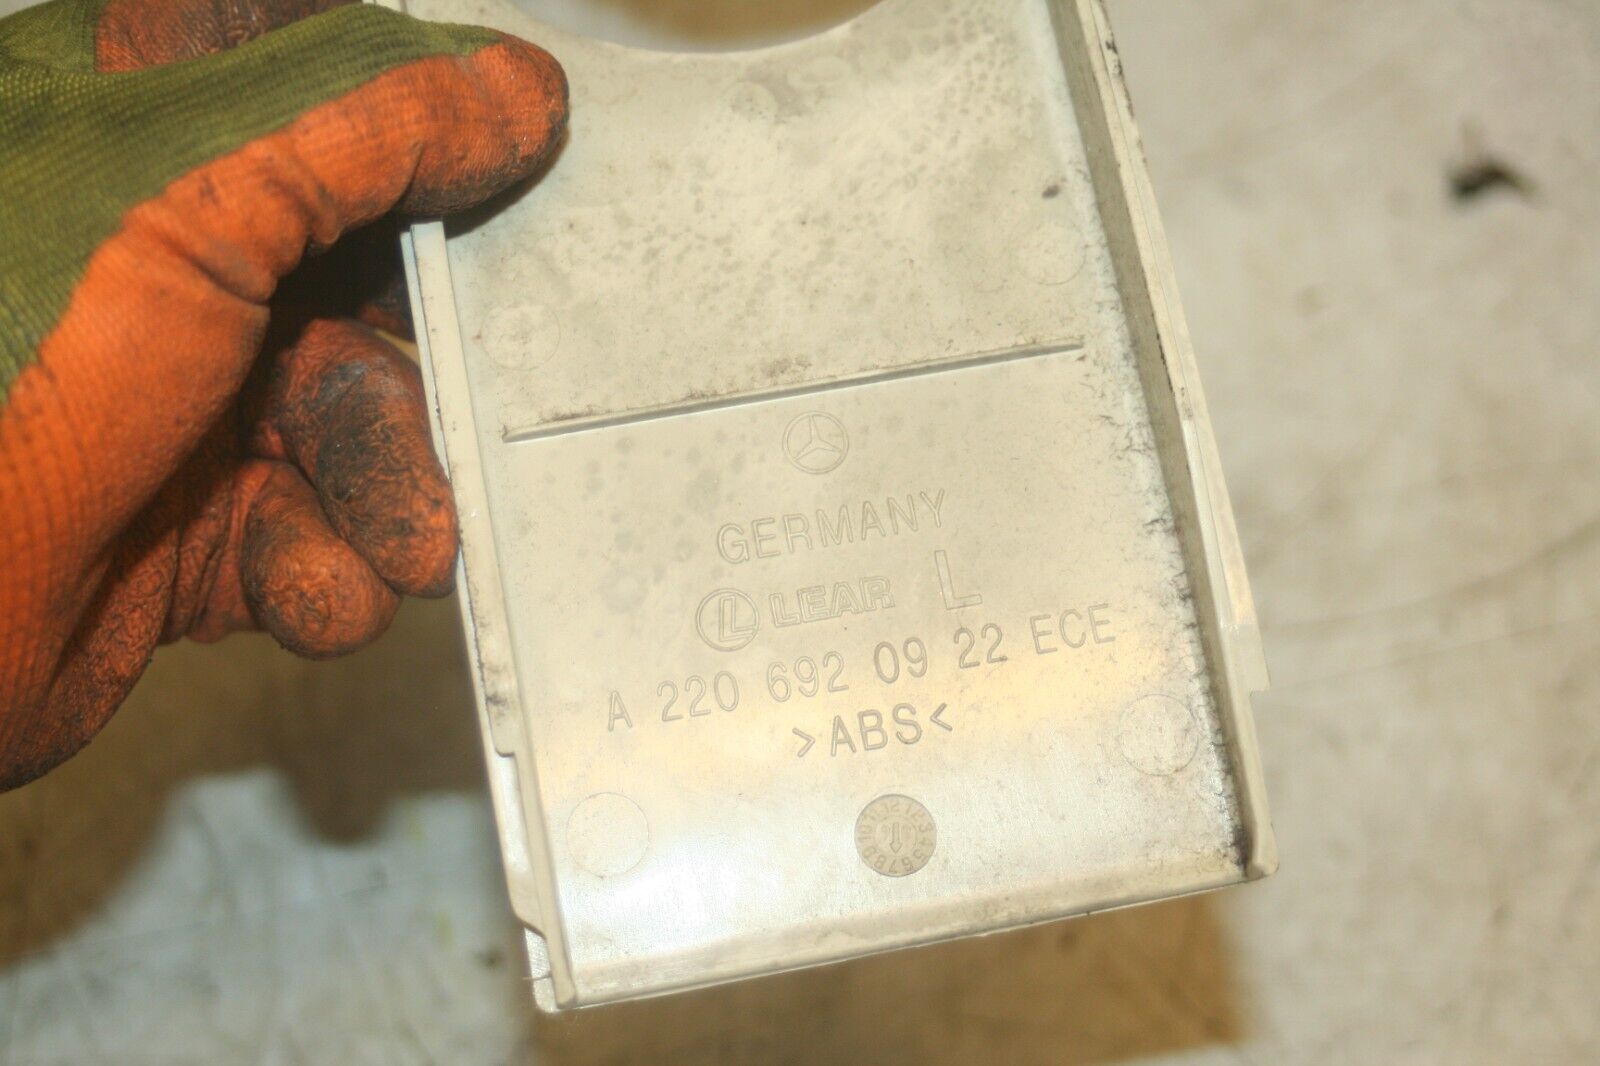 GERMANY
L LEAR L
A 220 692 09 22 ECE
>ABS<